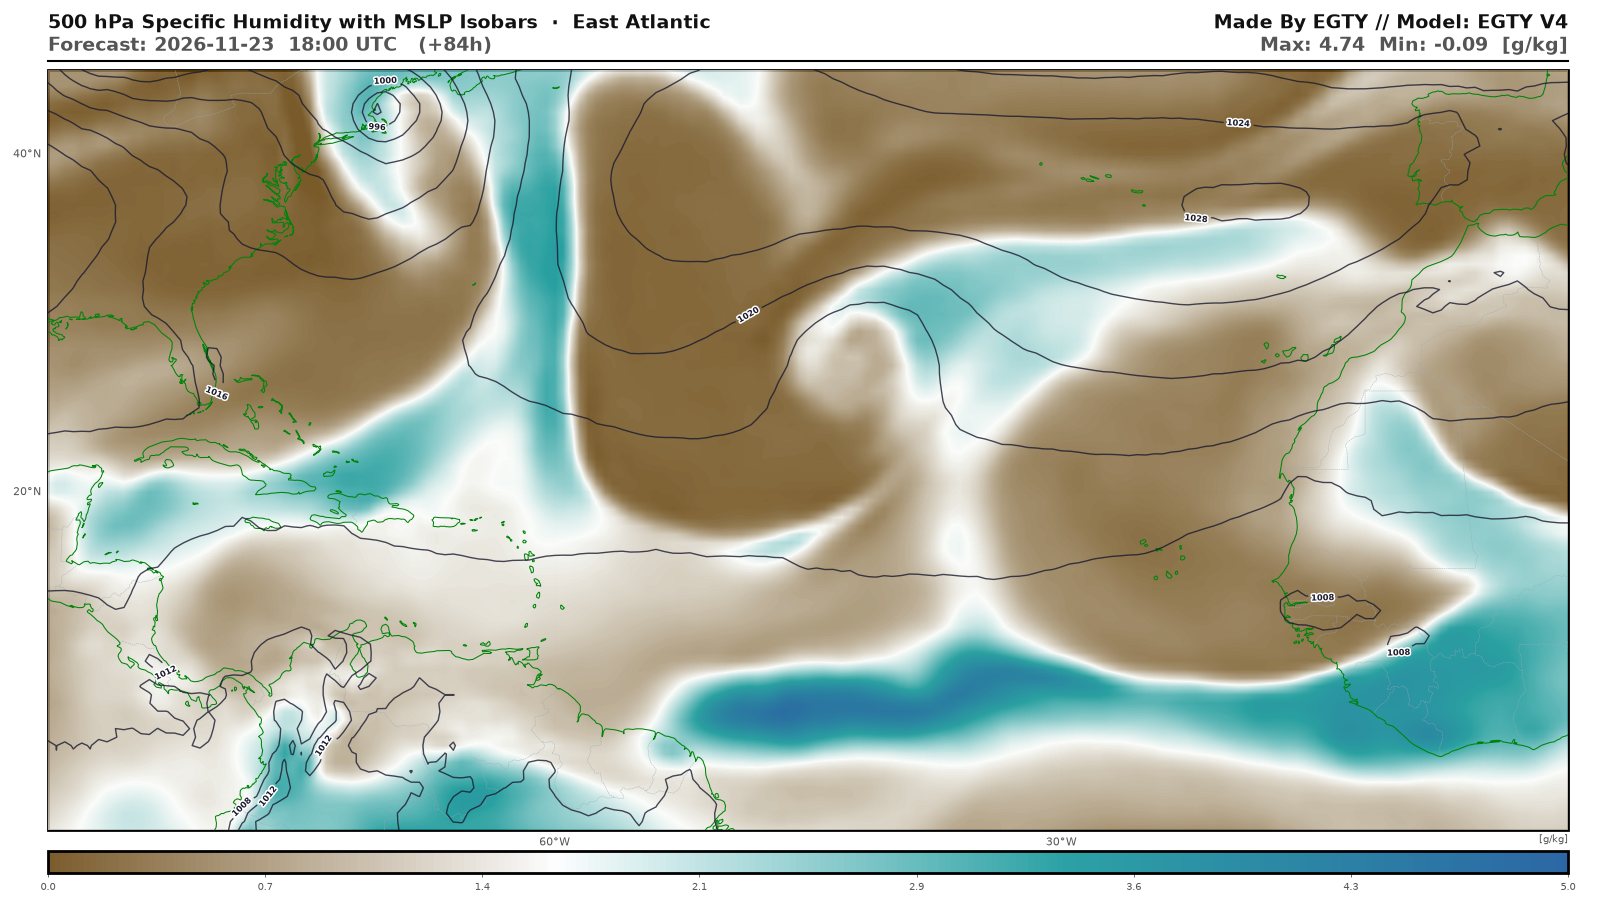 500 hPa Specific Humidity with MSLP Isobars · East Atlantic
Made By EGTY // Model: EGTY V4
Forecast: 2026-11-23 18:00 UTC (+84h)
Max: 4.74 Min: -0.09 [g/kg]
1000
996
1024
40°N
1028
1020
1016
20°N
1008
1008
1012
1012
1008
1012
60°W
30°W
[g/kg]
0.0
0.7
1.4
2.1
2.9
3.6
4.3
5.0